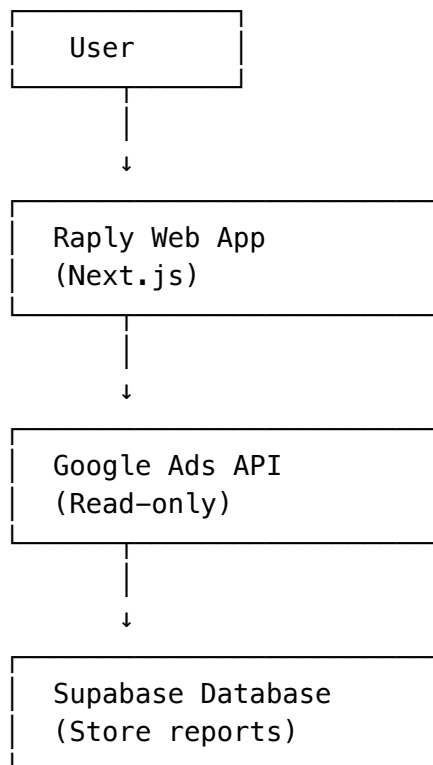 User
↓
Raply Web App
(Next.js)
↓
Google Ads API
(Read-only)
↓
Supabase Database
(Store reports)